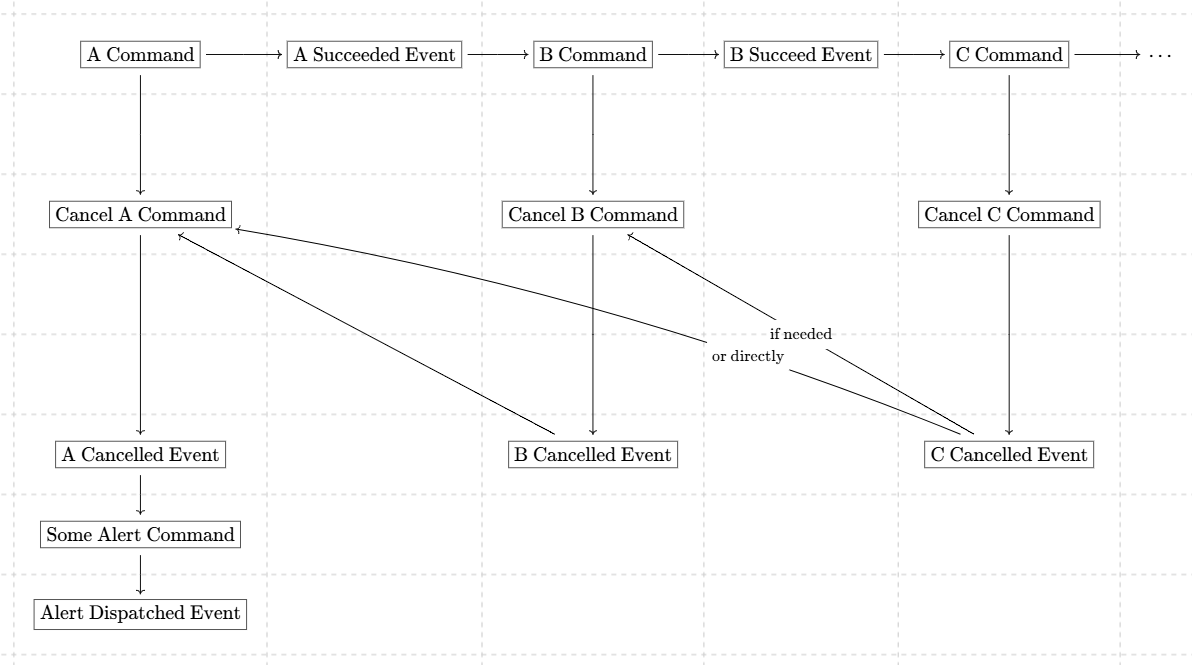 A Command
A Succeeded Event
B Command
B Succeed Event
C Command
...
Cancel A Command
Cancel B Command
Cancel C Command
if needed
or directly
A Cancelled Event
B Cancelled Event
C Cancelled Event
Some Alert Command
Alert Dispatched Event